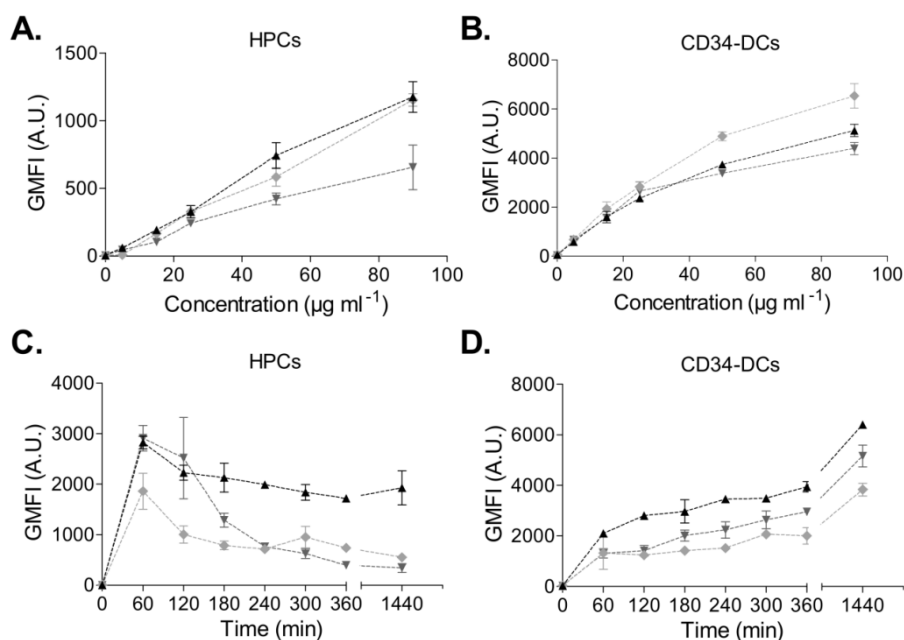 A.
HPCs
GMFI (A.U.)
1500
1000
500
0
0 20 40 60 80 100
Concentration (µg ml⁻¹)
B.
CD34-DCs
GMFI (A.U.)
8000
6000
4000
2000
0
0 20 40 60 80 100
Concentration (µg ml⁻¹)
C.
HPCs
GMFI (A.U.)
4000
3000
2000
1000
0
0 60 120 180 240 300 360 1440
Time (min)
D.
CD34-DCs
GMFI (A.U.)
8000
6000
4000
2000
0
0 60 120 180 240 300 360 1440
Time (min)